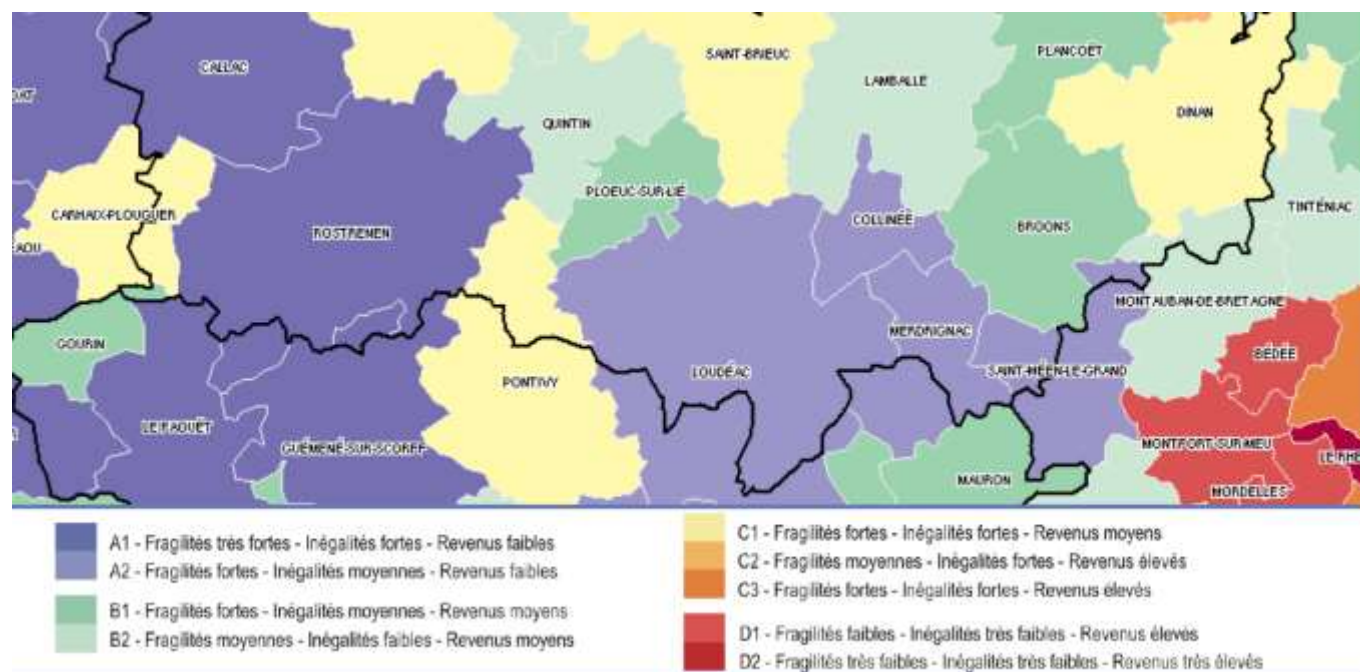 SAINT-BRIEUC
PLANCOËT
CALLAC
LAMBALLE
DAT
DINAN
QUINTIN
PLOEUC-SUR-LIÉ
TINTÉNIAC
CARHAIX-PLOUGUER
COLLINÉE
BROONS
ROSTRENEN
EAOU
MONTAUBAN-DE-BRETAGNE
MERDRIGNAC
GOURIN
BÉDÉE
LOUDÉAC
SAINT-MÉEN-LE-GRAND
PONTIVY
LE FAOUËT
GUÉMENÉ-SUR-SCORFF
MONTFORT-SUR-MEU
LE RHE
MAURON
MORDELLES
A1 - Fragilités très fortes - Inégalités fortes - Revenus faibles
A2 - Fragilités fortes - Inégalités moyennes - Revenus faibles
B1 - Fragilités fortes - Inégalités moyennes - Revenus moyens
B2 - Fragilités moyennes - Inégalités faibles - Revenus moyens
C1 - Fragilités fortes - Inégalités fortes - Revenus moyens
C2 - Fragilités moyennes - Inégalités fortes - Revenus élevés
C3 - Fragilités fortes - Inégalités fortes - Revenus élevés
D1 - Fragilités faibles - Inégalités très faibles - Revenus élevés
D2 - Fragilités très faibles - Inégalités très faibles - Revenus très élevés